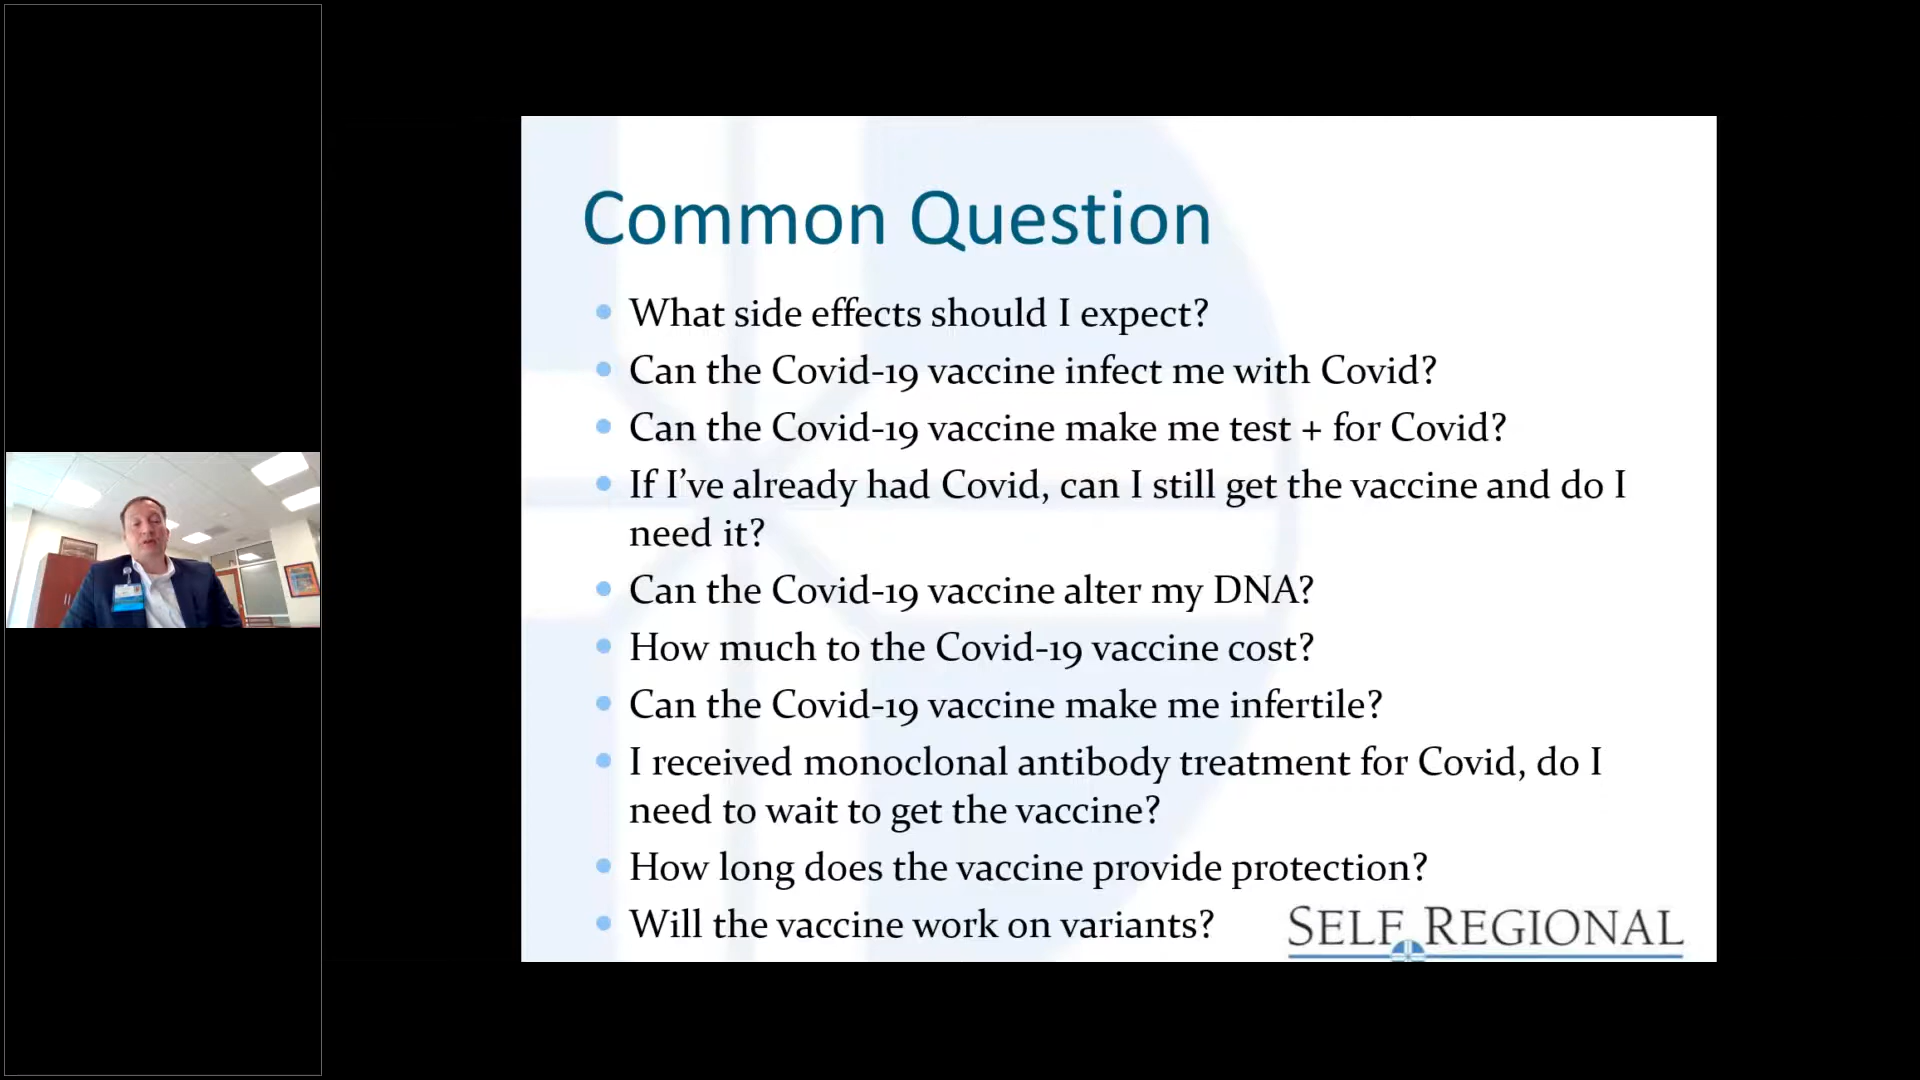 Common Question
What side effects should I expect?
Can the Covid-19 vaccine infect me with Covid?
Can the Covid-19 vaccine make me test + for Covid?
If I've already had Covid, can I still get the vaccine and do I
need it?
Can the Covid-19 vaccine alter my DNA?
How much to the Covid-19 vaccine cost?
Can the Covid-19 vaccine make me infertile?
I received monoclonal antibody treatment for Covid, do I
need to wait to get the vaccine?
How long does the vaccine provide protection?
Will the vaccine work on variants?
SELF REGIONAL